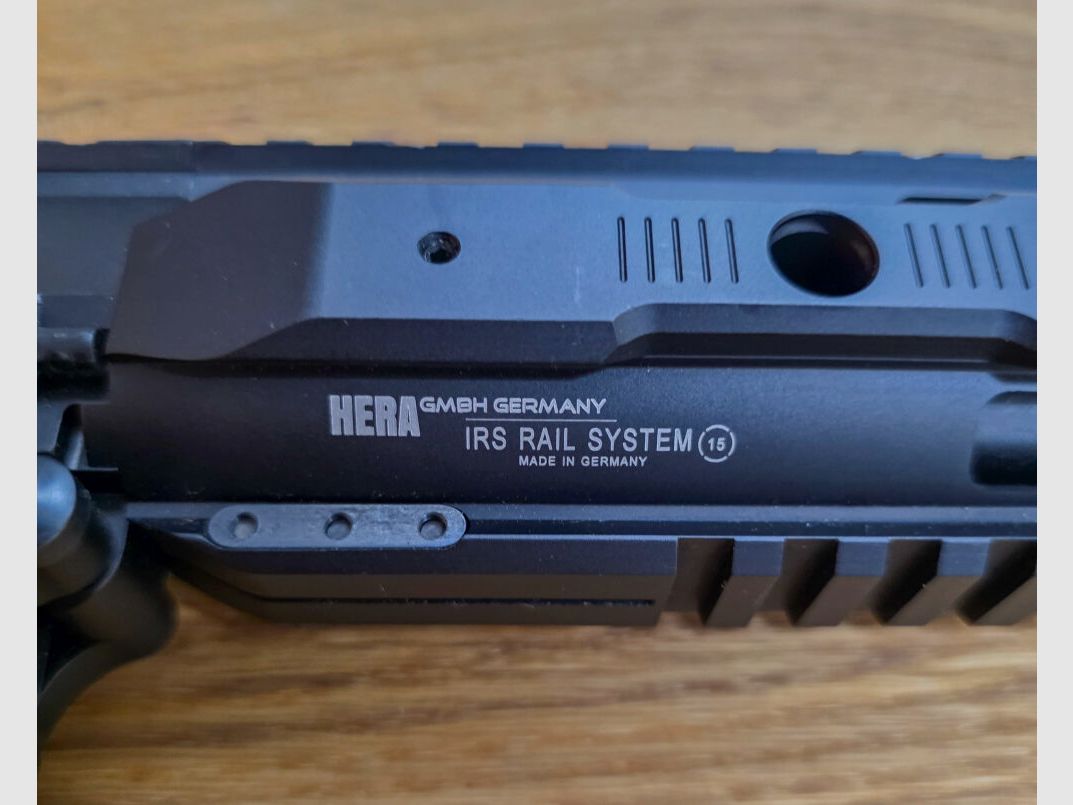 HERA GMBH GERMANY
IRS RAIL SYSTEM 15
MADE IN GERMANY